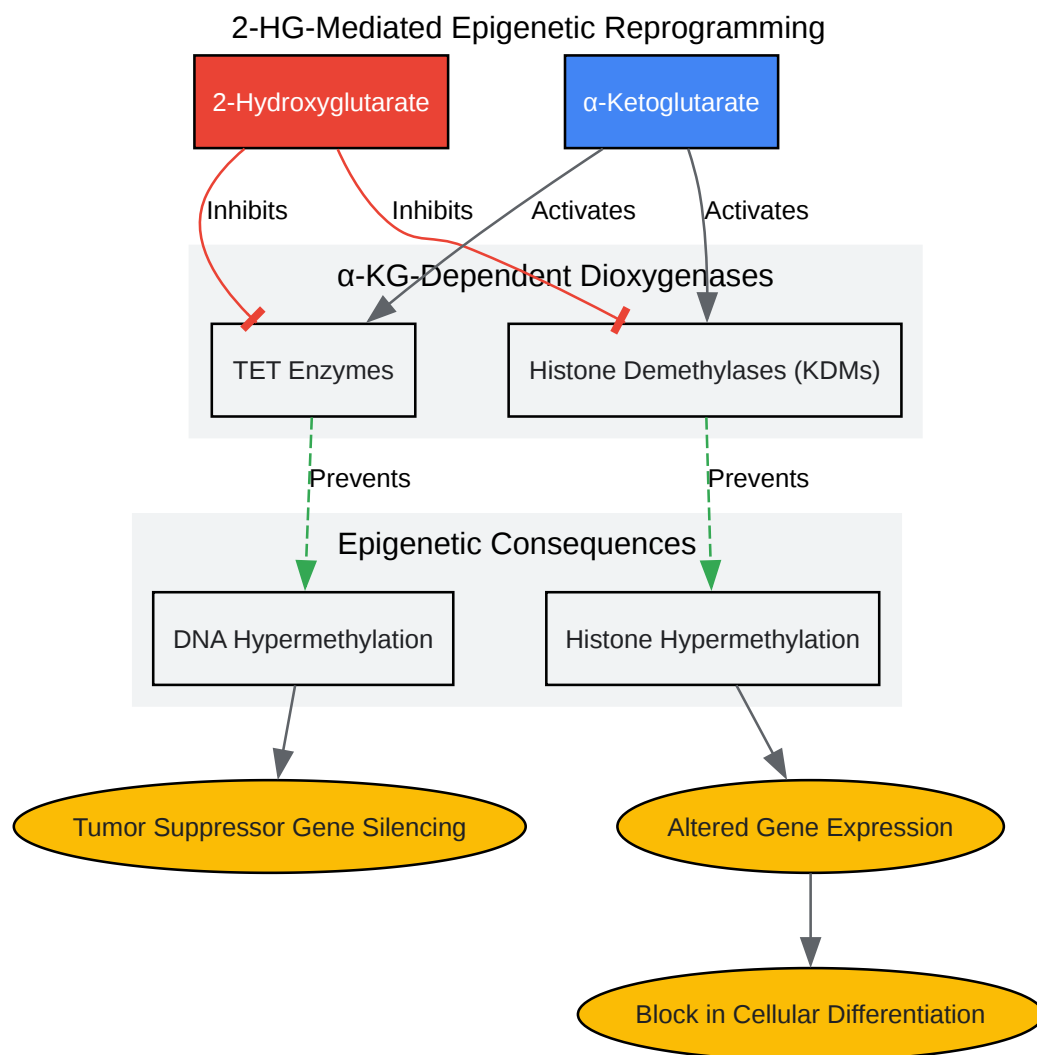 2-HG-Mediated Epigenetic Reprogramming
2-Hydroxyglutarate
α-Ketoglutarate
Inhibits
Inhibits
Activates
Activates
α-KG-Dependent Dioxygenases
TET Enzymes
Histone Demethylases (KDMs)
Prevents
Prevents
Epigenetic Consequences
DNA Hypermethylation
Histone Hypermethylation
Tumor Suppressor Gene Silencing
Altered Gene Expression
Block in Cellular Differentiation